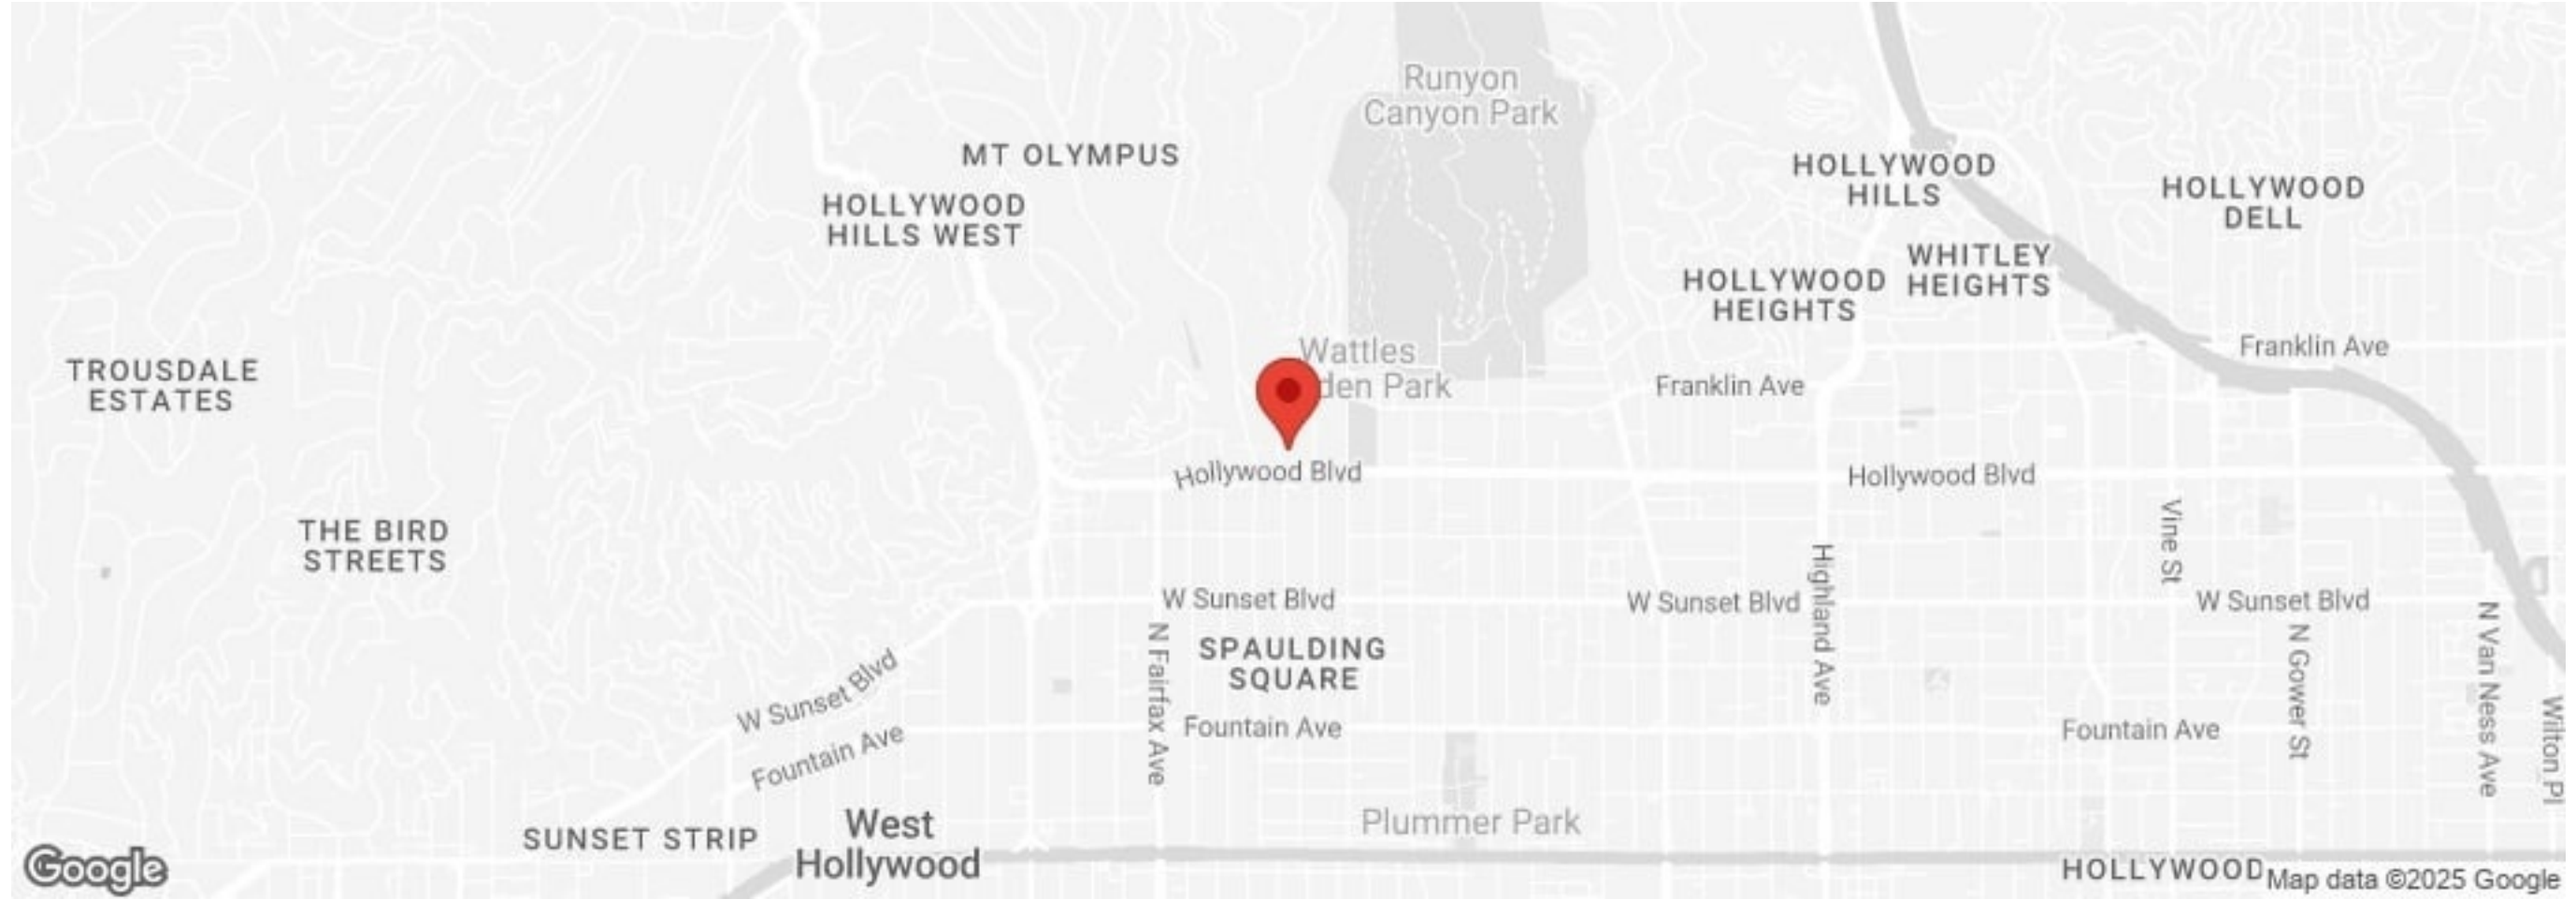 Runyon
Canyon Park
MT OLYMPUS
HOLLYWOOD
HILLS
HOLLYWOOD
DELL
HOLLYWOOD
HILLS WEST
WHITLEY
HEIGHTS
HOLLYWOOD
HEIGHTS
Wattles
den Park
Franklin Ave
Franklin Ave
TROUSDALE
ESTATES
Hollywood Blvd
Hollywood Blvd
THE BIRD
STREETS
Vine St
Highland Ave
W Sunset Blvd
W Sunset Blvd
W Sunset Blvd
N Fairfax Ave
SPAULDING
SQUARE
N Gower St
N Van Ness Ave
W Sunset Blvd
Fountain Ave
Fountain Ave
Fountain Ave
Wilton Pl
Plummer Park
SUNSET STRIP
West
Hollywood
HOLLYWOOD
Google
Map data ©2025 Google